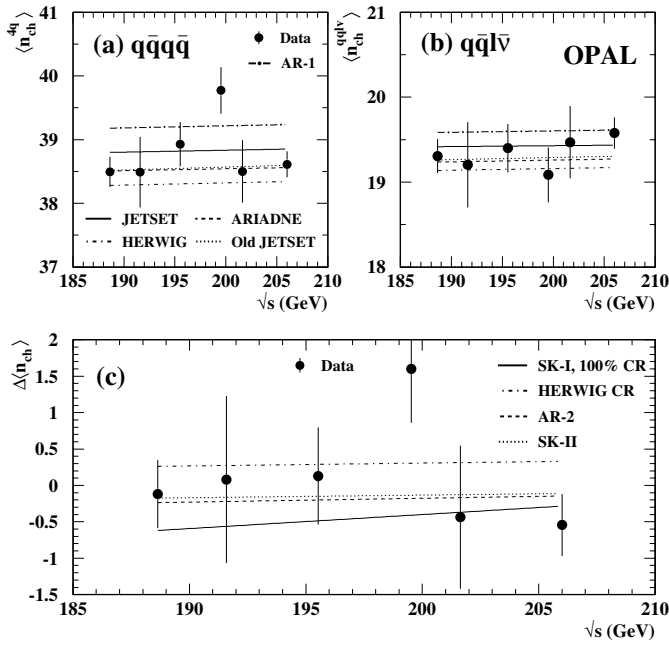 (a) qq̄qq̄
⟨n_ch^4q⟩
Data
AR-1
41
40
39
38
37
JETSET
ARIADNE
HERWIG
Old JETSET
185 190 195 200 205 210
√s (GeV)
(b) qq̄lν̄
OPAL
⟨n_ch^qqlν⟩
21
20
19
18
185 190 195 200 205 210
√s (GeV)
(c)
Δ⟨n_ch⟩
Data
SK-I, 100% CR
HERWIG CR
AR-2
SK-II
2
1.5
1
0.5
0
-0.5
-1
-1.5
185 190 195 200 205 210
√s (GeV)